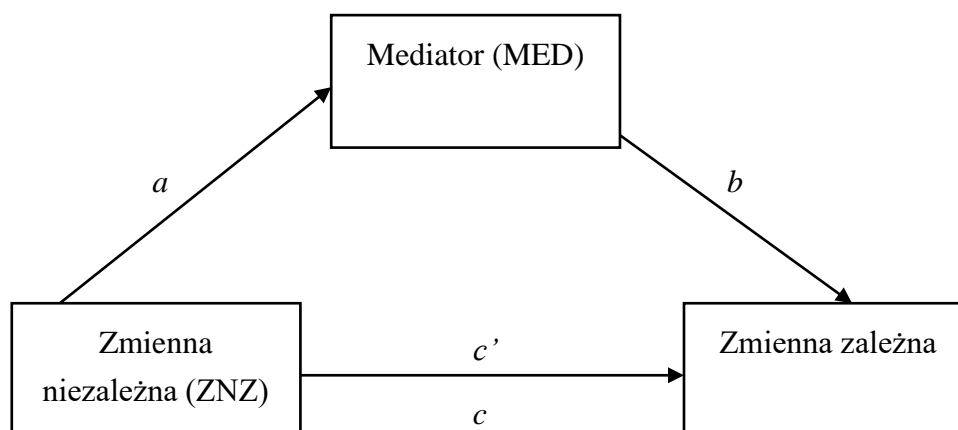 Mediator (MED)
a
b
Zmienna
niezależna (ZNZ)
c’
c
Zmienna zależna